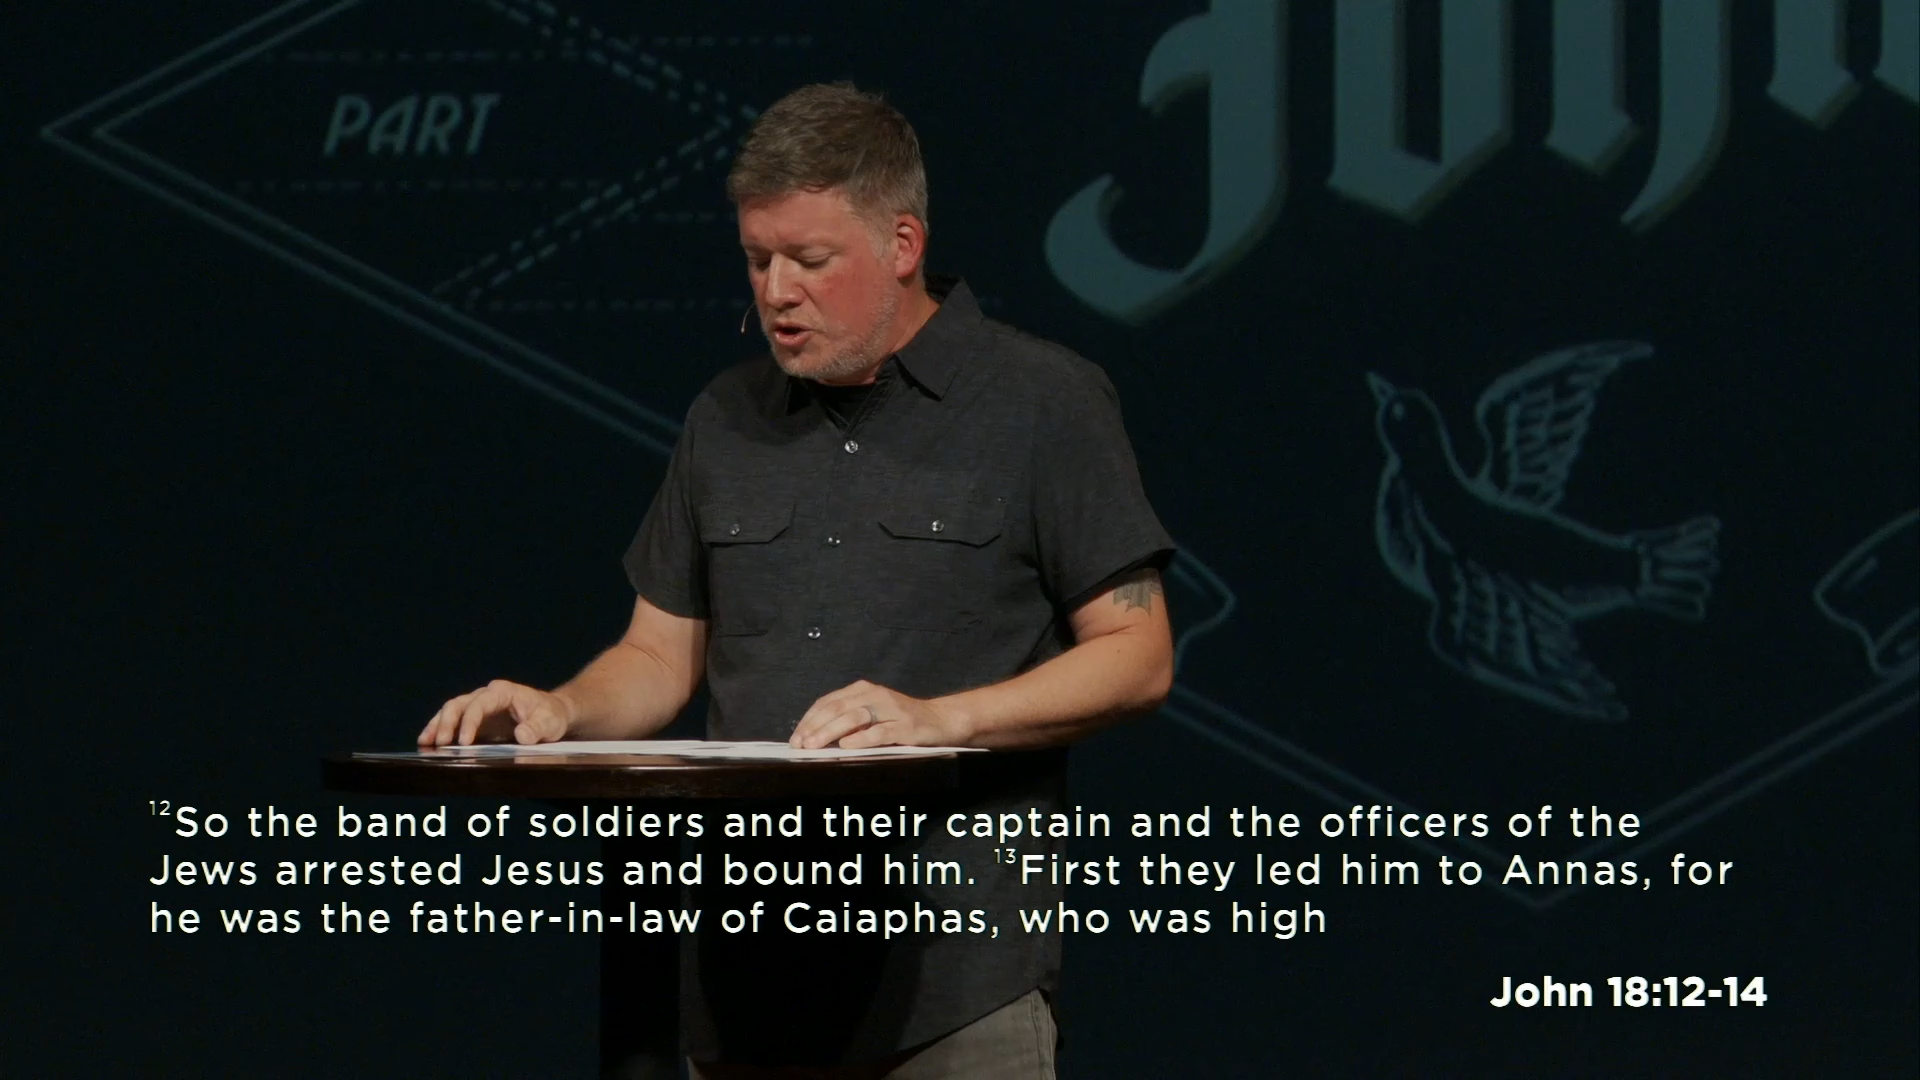 PART
John
¹²So the band of soldiers and their captain and the officers of the
Jews arrested Jesus and bound him. ¹³First they led him to Annas, for
he was the father-in-law of Caiaphas, who was high
John 18:12-14